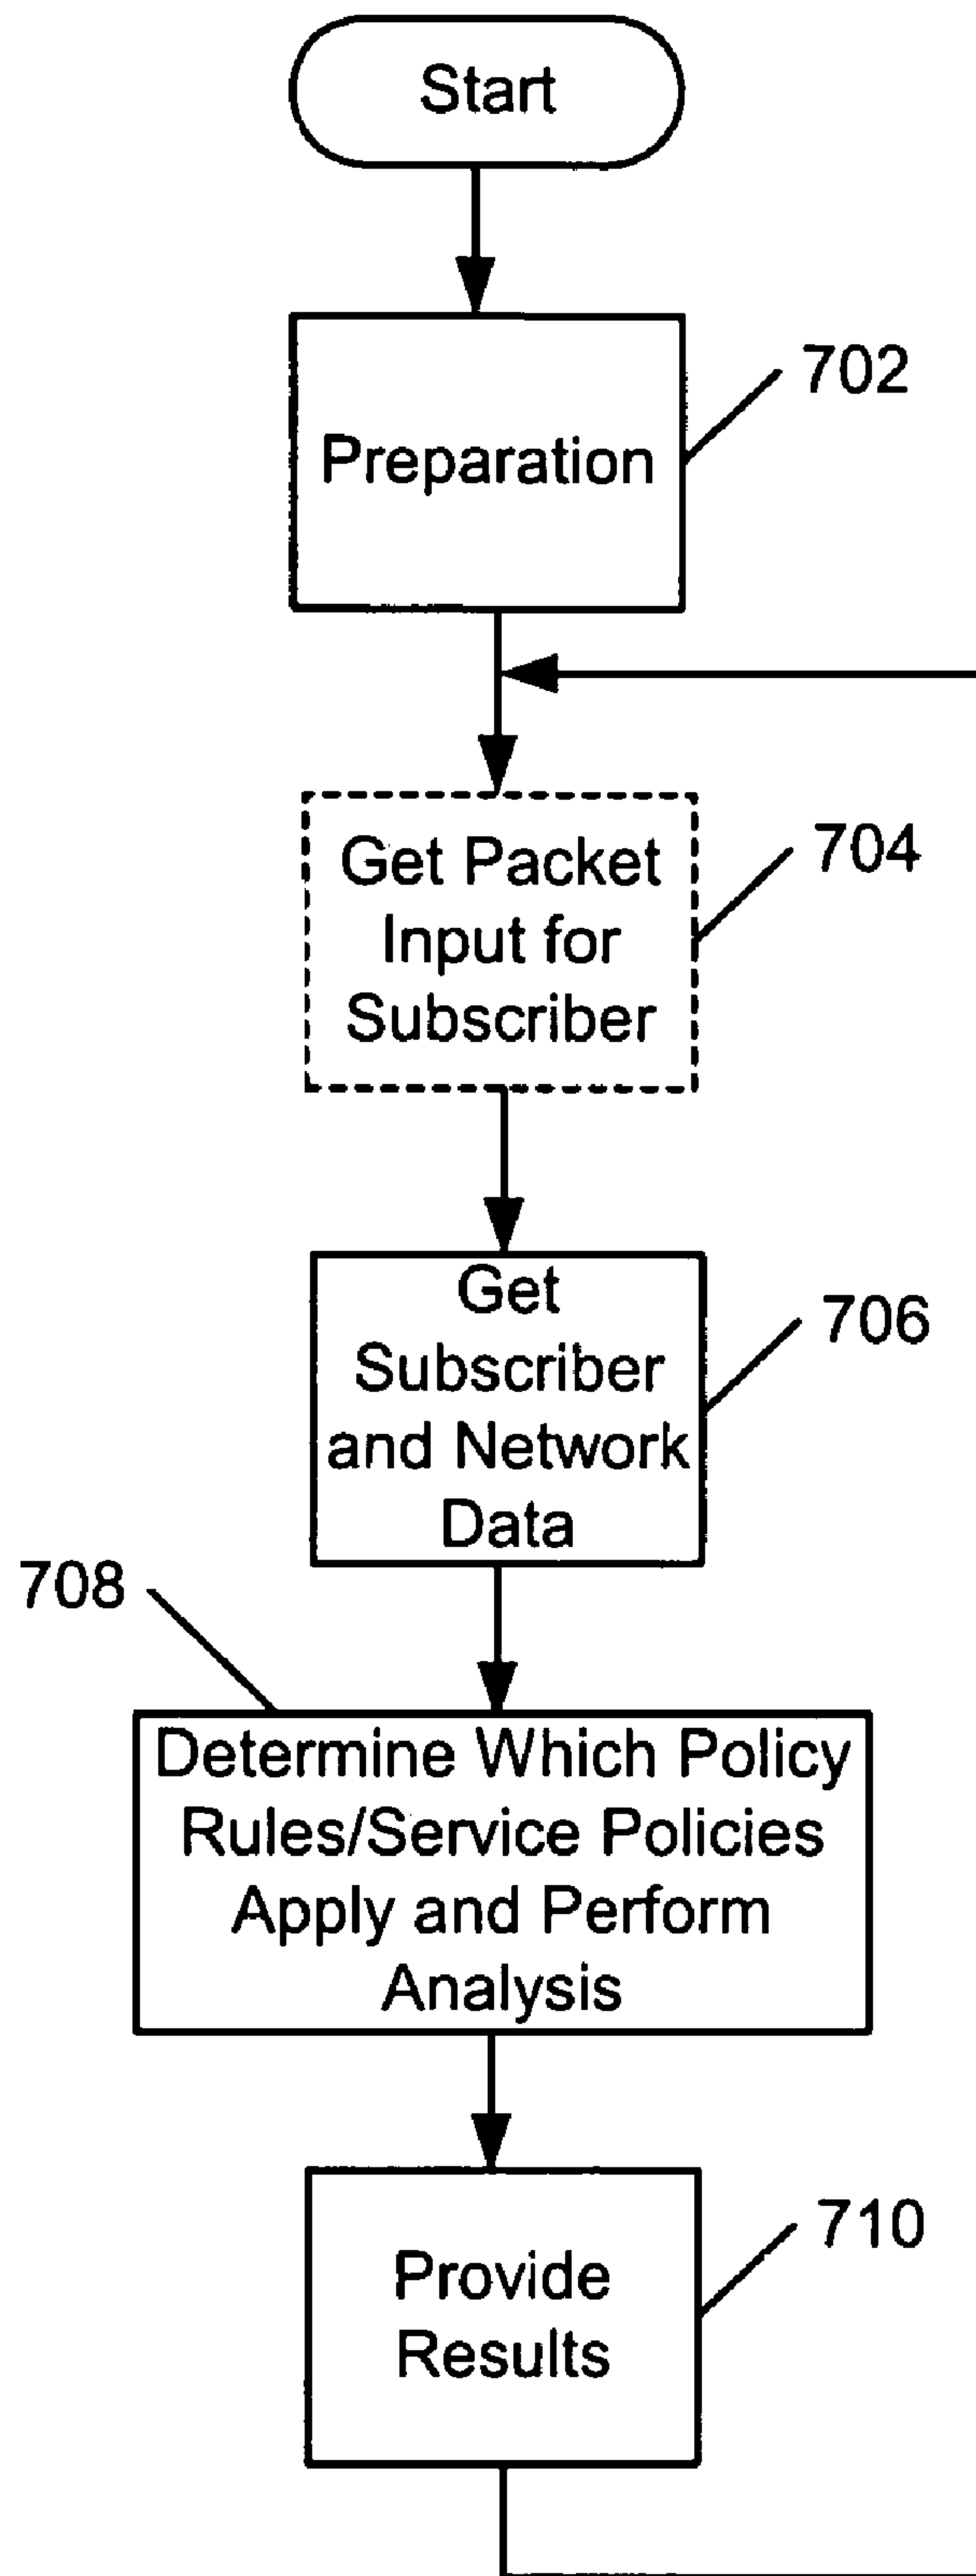 Start
702
Preparation
704
Get Packet
Input for
Subscriber
706
Get
Subscriber
and Network
Data
708
Determine Which Policy
Rules/Service Policies
Apply and Perform
Analysis
710
Provide
Results